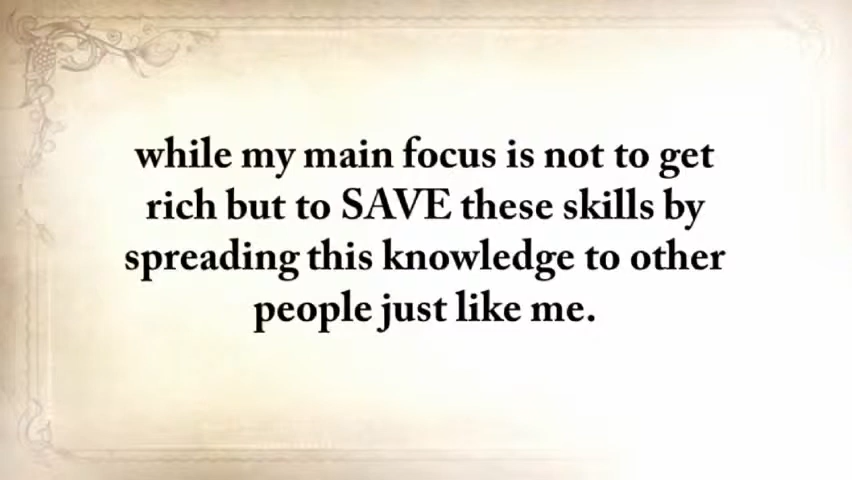 while my main focus is not to get
rich but to SAVE these skills by
spreading this knowledge to other
people just like me.